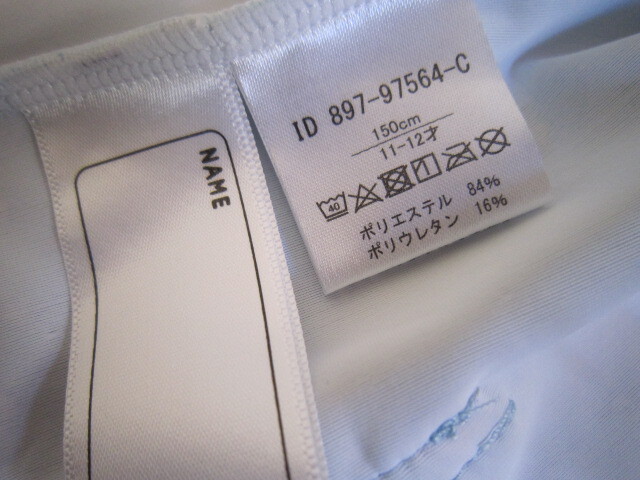 NAME
ID 897-97564-C
150cm
11-12才
40
ポリエステル 84%
ポリウレタン 16%